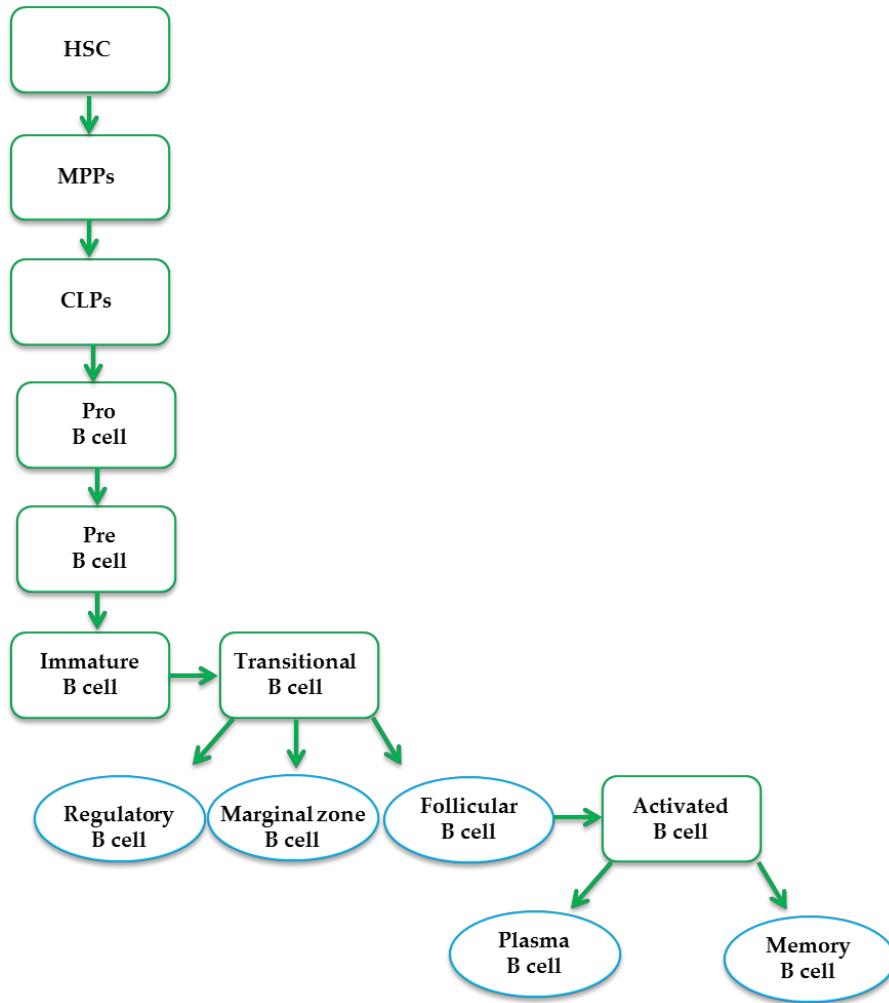 HSC
MPPs
CLPs
Pro
B cell
Pre
B cell
Immature
B cell
Transitional
B cell
Regulatory
B cell
Marginal zone
B cell
Follicular
B cell
Activated
B cell
Plasma
B cell
Memory
B cell